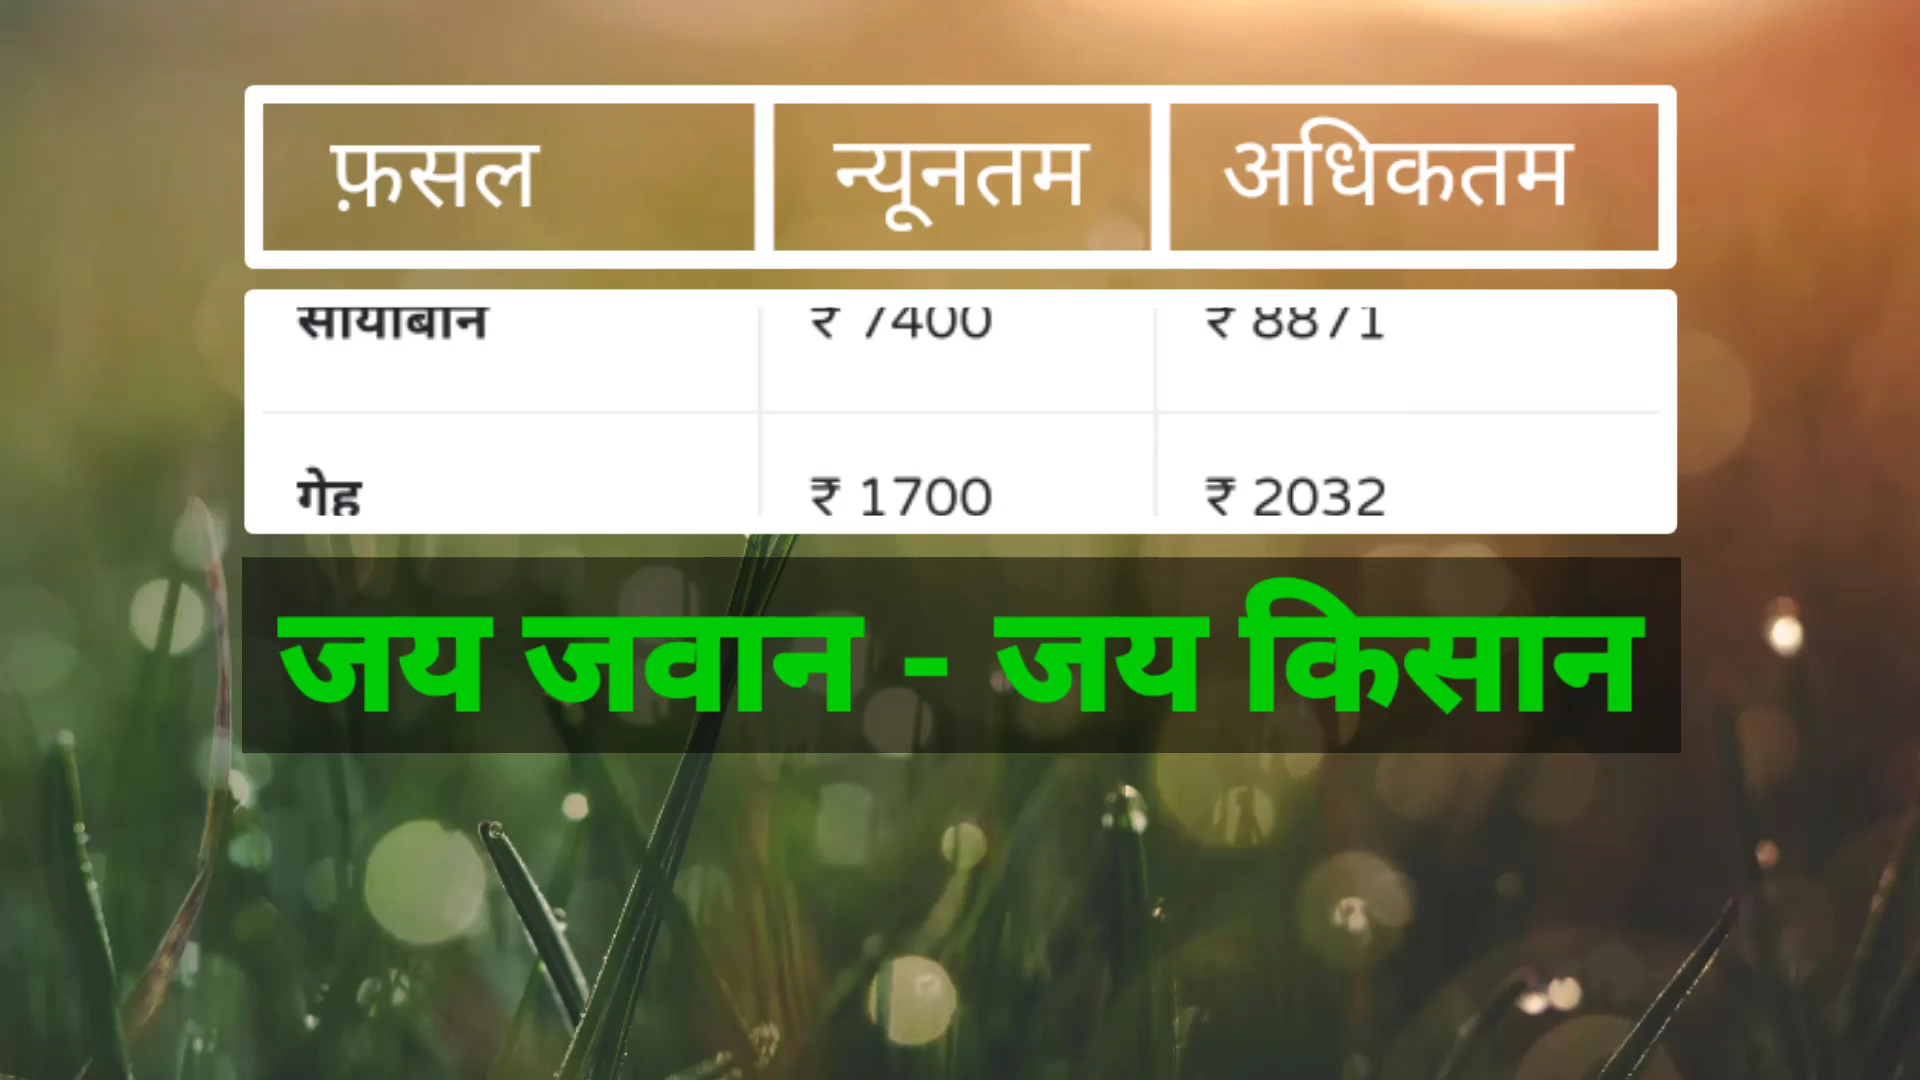 फ़सल न्यूनतम अधिकतम
सोयाबीन ₹ 7400 ₹ 8871
गेहू ₹ 1700 ₹ 2032
जय जवान - जय किसान